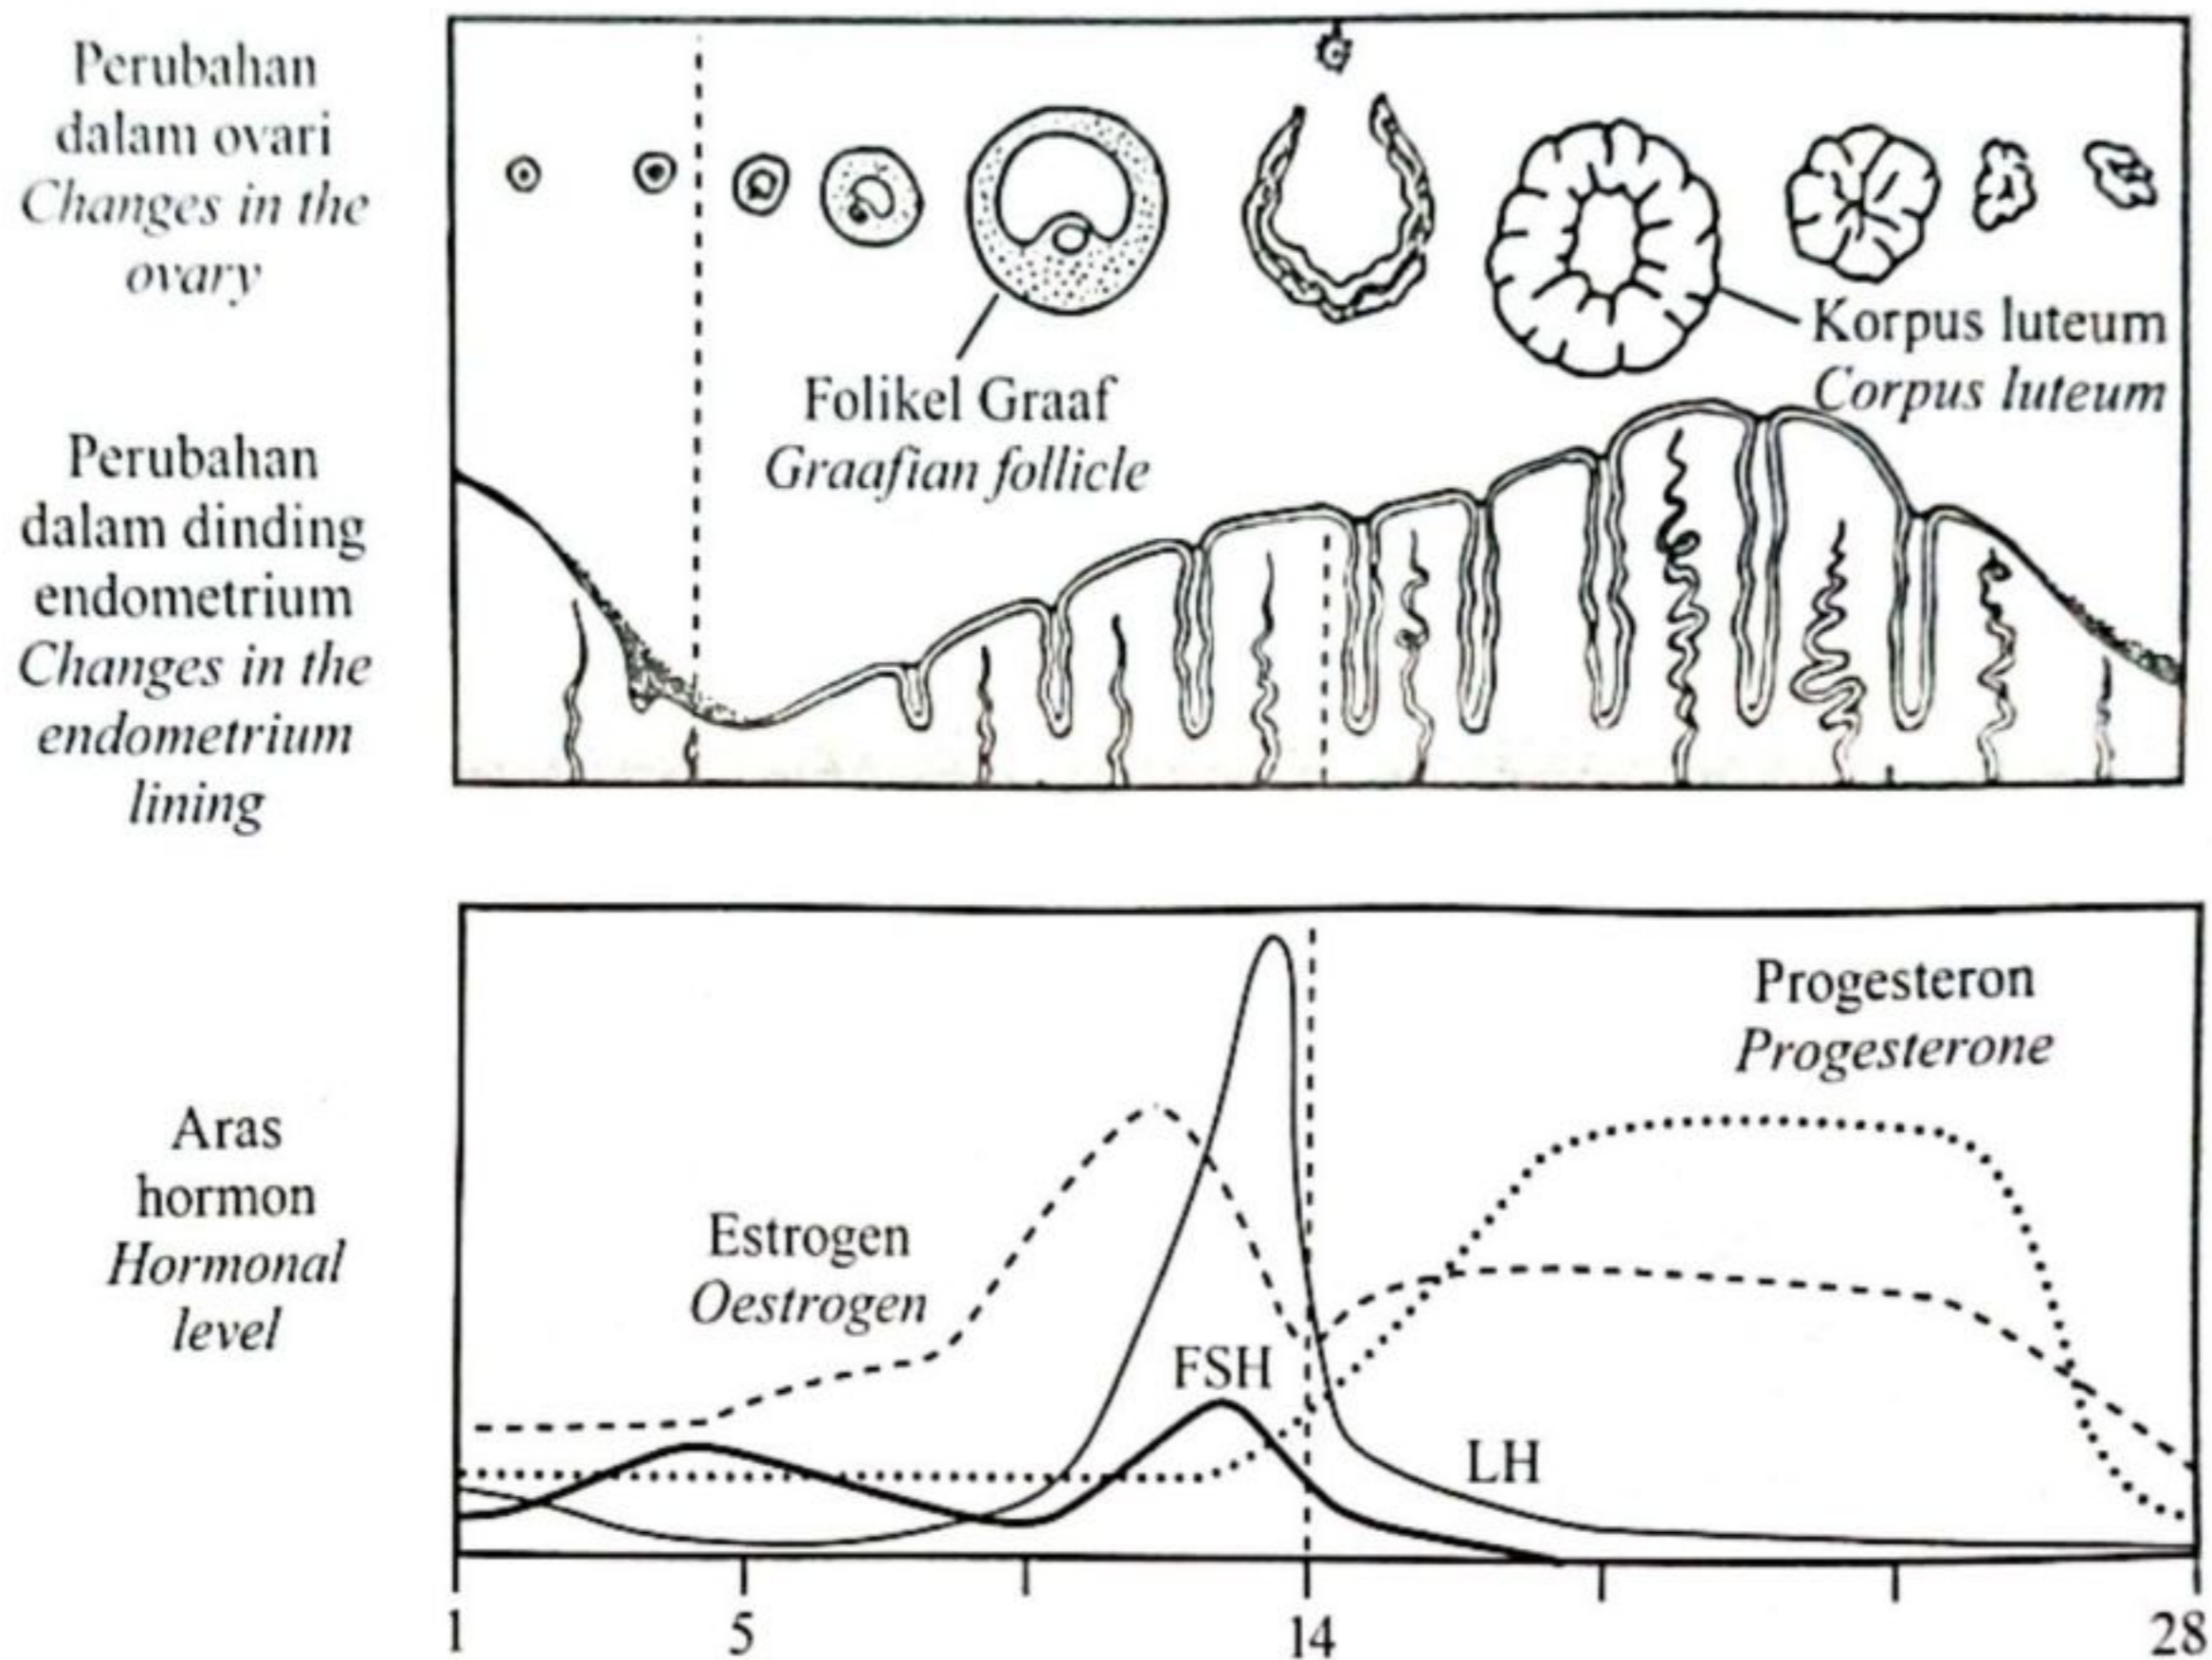 Perubahan
dalam ovari
Changes in the
ovary
Folikel Graaf
Graafian follicle
Korpus luteum
Corpus luteum
Perubahan
dalam dinding
endometrium
Changes in the
endometrium
lining
Aras
hormon
Hormonal
level
Estrogen
Oestrogen
FSH
LH
Progesteron
Progesterone
1 5 14 28